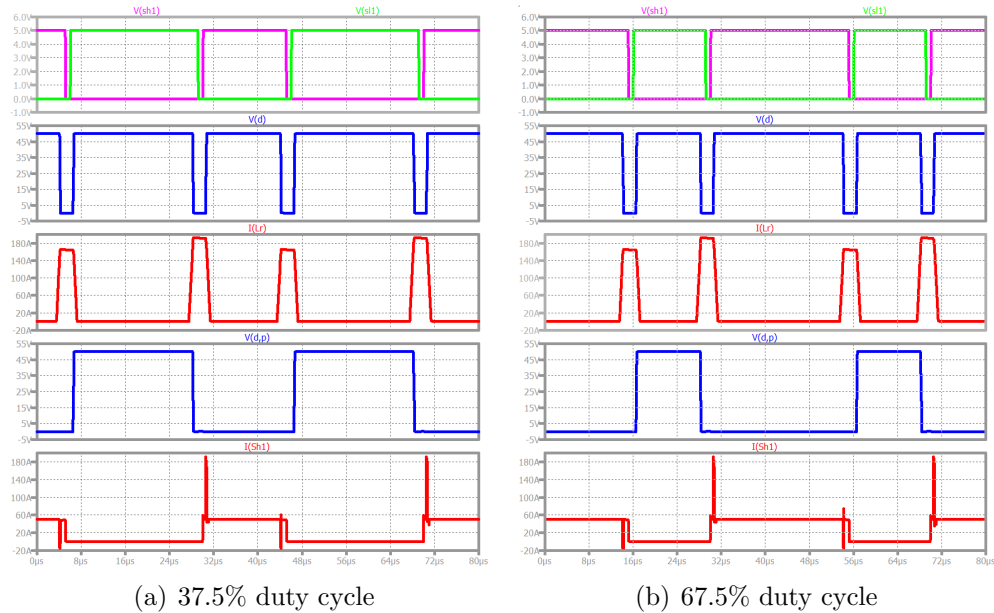 V(sh1) V(sl1)
6.0V
5.0V
4.0V
3.0V
2.0V
1.0V
0.0V
-1.0V
V(d)
55V
45V
35V
25V
15V
5V
-5V
I(Lr)
180A
140A
100A
60A
20A
-20A
V(d,p)
55V
45V
35V
25V
15V
5V
-5V
I(Sh1)
180A
140A
100A
60A
20A
-20A
0µs 8µs 16µs 24µs 32µs 40µs 48µs 56µs 64µs 72µs 80µs
(a) 37.5% duty cycle
V(sh1) V(sl1)
6.0V
5.0V
4.0V
3.0V
2.0V
1.0V
0.0V
-1.0V
V(d)
55V
45V
35V
25V
15V
5V
-5V
I(Lr)
180A
140A
100A
60A
20A
-20A
V(d,p)
55V
45V
35V
25V
15V
5V
-5V
I(Sh1)
180A
140A
100A
60A
20A
-20A
0µs 8µs 16µs 24µs 32µs 40µs 48µs 56µs 64µs 72µs 80µs
(b) 67.5% duty cycle